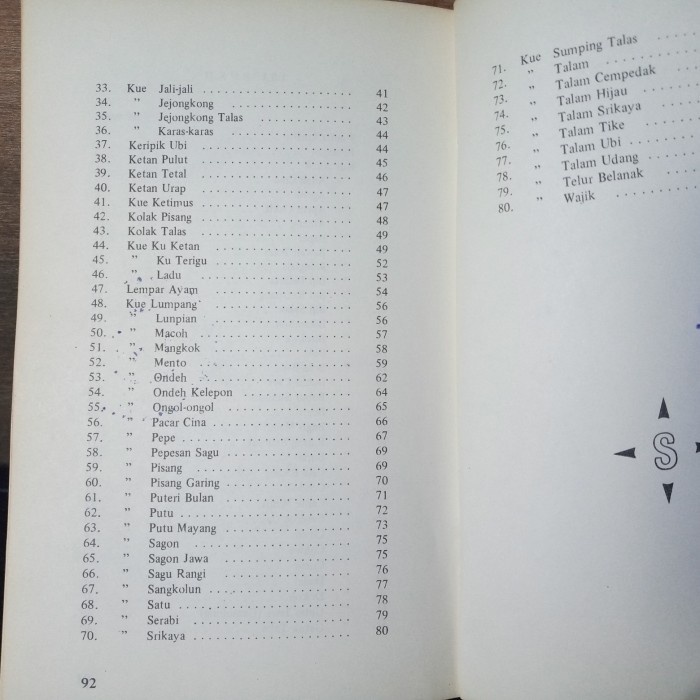 33. Kue Jali-jali .......................... 41
34. " Jejongkong .................... 42
35. " Jejongkong Talas ................ 43
36. " Karas-karas ..................... 44
37. Keripik Ubi .......................... 44
38. Ketan Pulut .......................... 45
39. Ketan Tetal .......................... 46
40. Ketan Urap .......................... 47
41. Kue Ketimus .......................... 47
42. Kolak Pisang .......................... 48
43. Kolak Talas .......................... 49
44. Kue Ku Ketan .......................... 49
45. " Ku Terigu .......................... 52
46. " Ladu .......................... 53
47. Lempar Ayam .......................... 54
48. Kue Lumpang .......................... 56
49. " Lunpian .......................... 56
50. " Macoh .......................... 57
51. " Mangkok .......................... 58
52. " Mento .......................... 59
53. " Ondeh .......................... 62
54. " Ondeh Kelepon .................... 64
55. " Ongol-ongol .................... 65
56. " Pacar Cina .................... 66
57. " Pepe .......................... 67
58. " Pepesan Sagu .................... 69
59. " Pisang .......................... 69
60. " Pisang Garing .................... 70
61. " Puteri Bulan .................... 71
62. " Putu .......................... 72
63. " Putu Mayang .................... 73
64. " Sagon .......................... 75
65. " Sagon Jawa .................... 75
66. " Sagu Rangi .................... 76
67. " Sangkolun .................... 77
68. " Satu .......................... 78
69. " Serabi .......................... 79
70. " Srikaya .......................... 80
92
71. Kue Sumping Talas .....
72. " Talam ..........
73. " Talam Cempedak .....
74. " Talam Hijau .......
75. " Talam Srikaya .....
76. " Talam Tike .......
77. " Talam Ubi .......
78. " Talam Udang .....
79. " Telur Belanak .....
80. " Wajik ..........
S